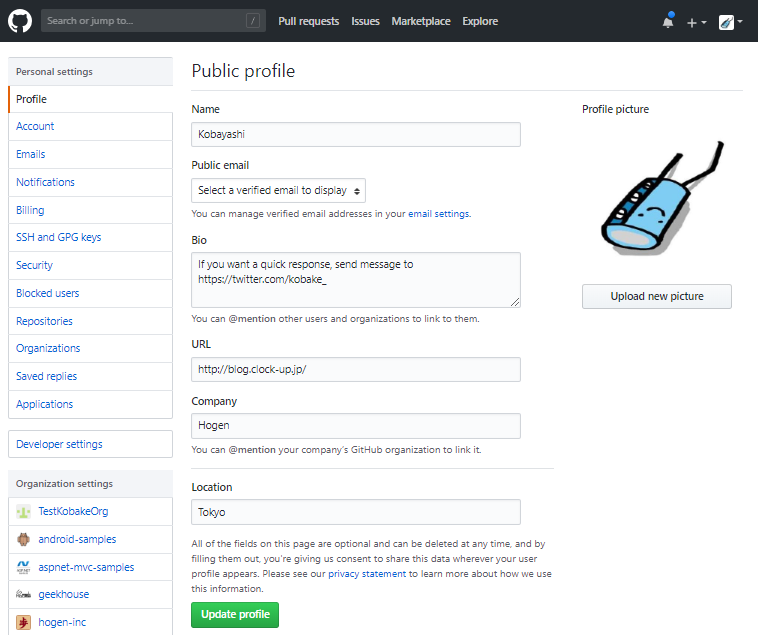 Search or jump to...
/
Pull requests Issues Marketplace Explore
Personal settings
Profile
Account
Emails
Notifications
Billing
SSH and GPG keys
Security
Blocked users
Repositories
Organizations
Saved replies
Applications
Developer settings
Organization settings
TestKobakeOrg
android-samples
aspnet-mvc-samples
geekhouse
hogen-inc
Public profile
Name
Kobayashi
Public email
Select a verified email to display
You can manage verified email addresses in your email settings.
Bio
If you want a quick response, send message to
https://twitter.com/kobake_
You can @mention other users and organizations to link to them.
URL
http://blog.clock-up.jp/
Company
Hogen
You can @mention your company's GitHub organization to link it.
Location
Tokyo
All of the fields on this page are optional and can be deleted at any time, and by
filling them out, you're giving us consent to share this data wherever your user
profile appears. Please see our privacy statement to learn more about how we use
this information.
Update profile
Profile picture
Upload new picture